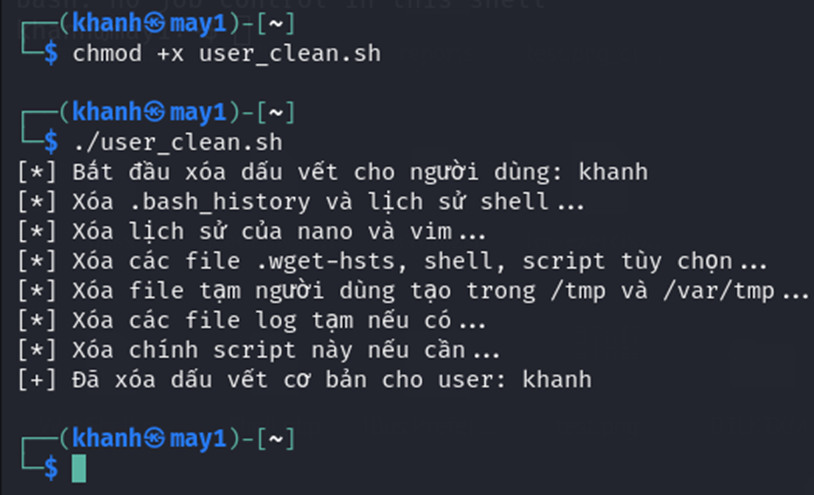 bash: no job control in this shell
┌──(khanh㉿may1)-[~]
└─$ chmod +x user_clean.sh
┌──(khanh㉿may1)-[~]
└─$ ./user_clean.sh
[*] Bắt đầu xóa dấu vết cho người dùng: khanh
[*] Xóa .bash_history và lịch sử shell...
[*] Xóa lịch sử của nano và vim...
[*] Xóa các file .wget-hsts, shell, script tùy chọn...
[*] Xóa file tạm người dùng tạo trong /tmp và /var/tmp...
[*] Xóa các file log tạm nếu có...
[*] Xóa chính script này nếu cần...
[+] Đã xóa dấu vết cơ bản cho user: khanh
┌──(khanh㉿may1)-[~]
└─$